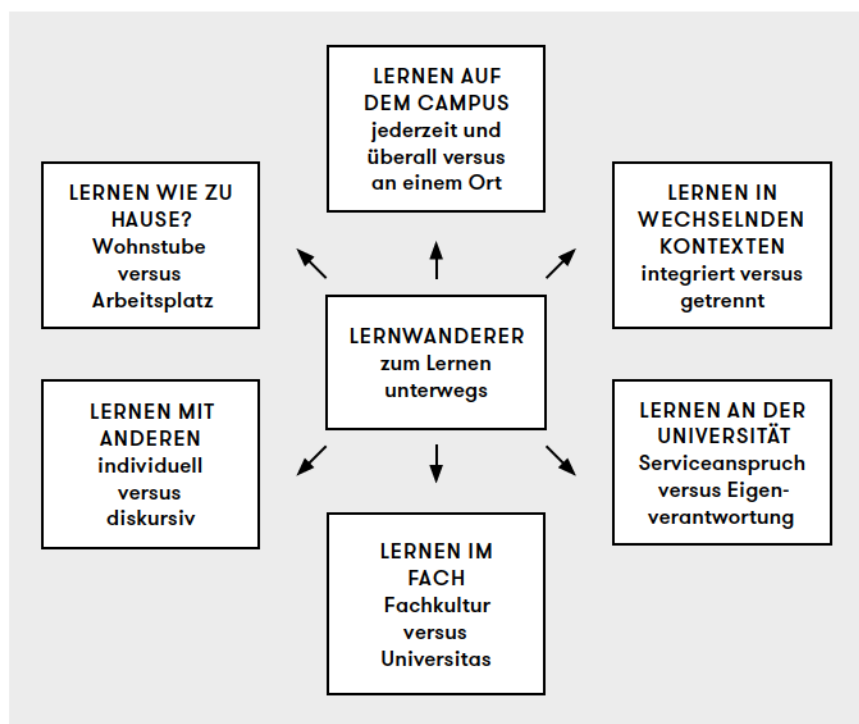 LERNEN AUF
DEM CAMPUS
jederzeit und
überall versus
an einem Ort
LERNEN WIE ZU
HAUSE?
Wohnstube
versus
Arbeitsplatz
LERNEN IN
WECHSELNDEN
KONTEXTEN
integriert versus
getrennt
LERNWANDERER
zum Lernen
unterwegs
LERNEN MIT
ANDEREN
individuell
versus
diskursiv
LERNEN AN DER
UNIVERSITÄT
Serviceanspruch
versus Eigen-
verantwortung
LERNEN IM
FACH
Fachkultur
versus
Universitas